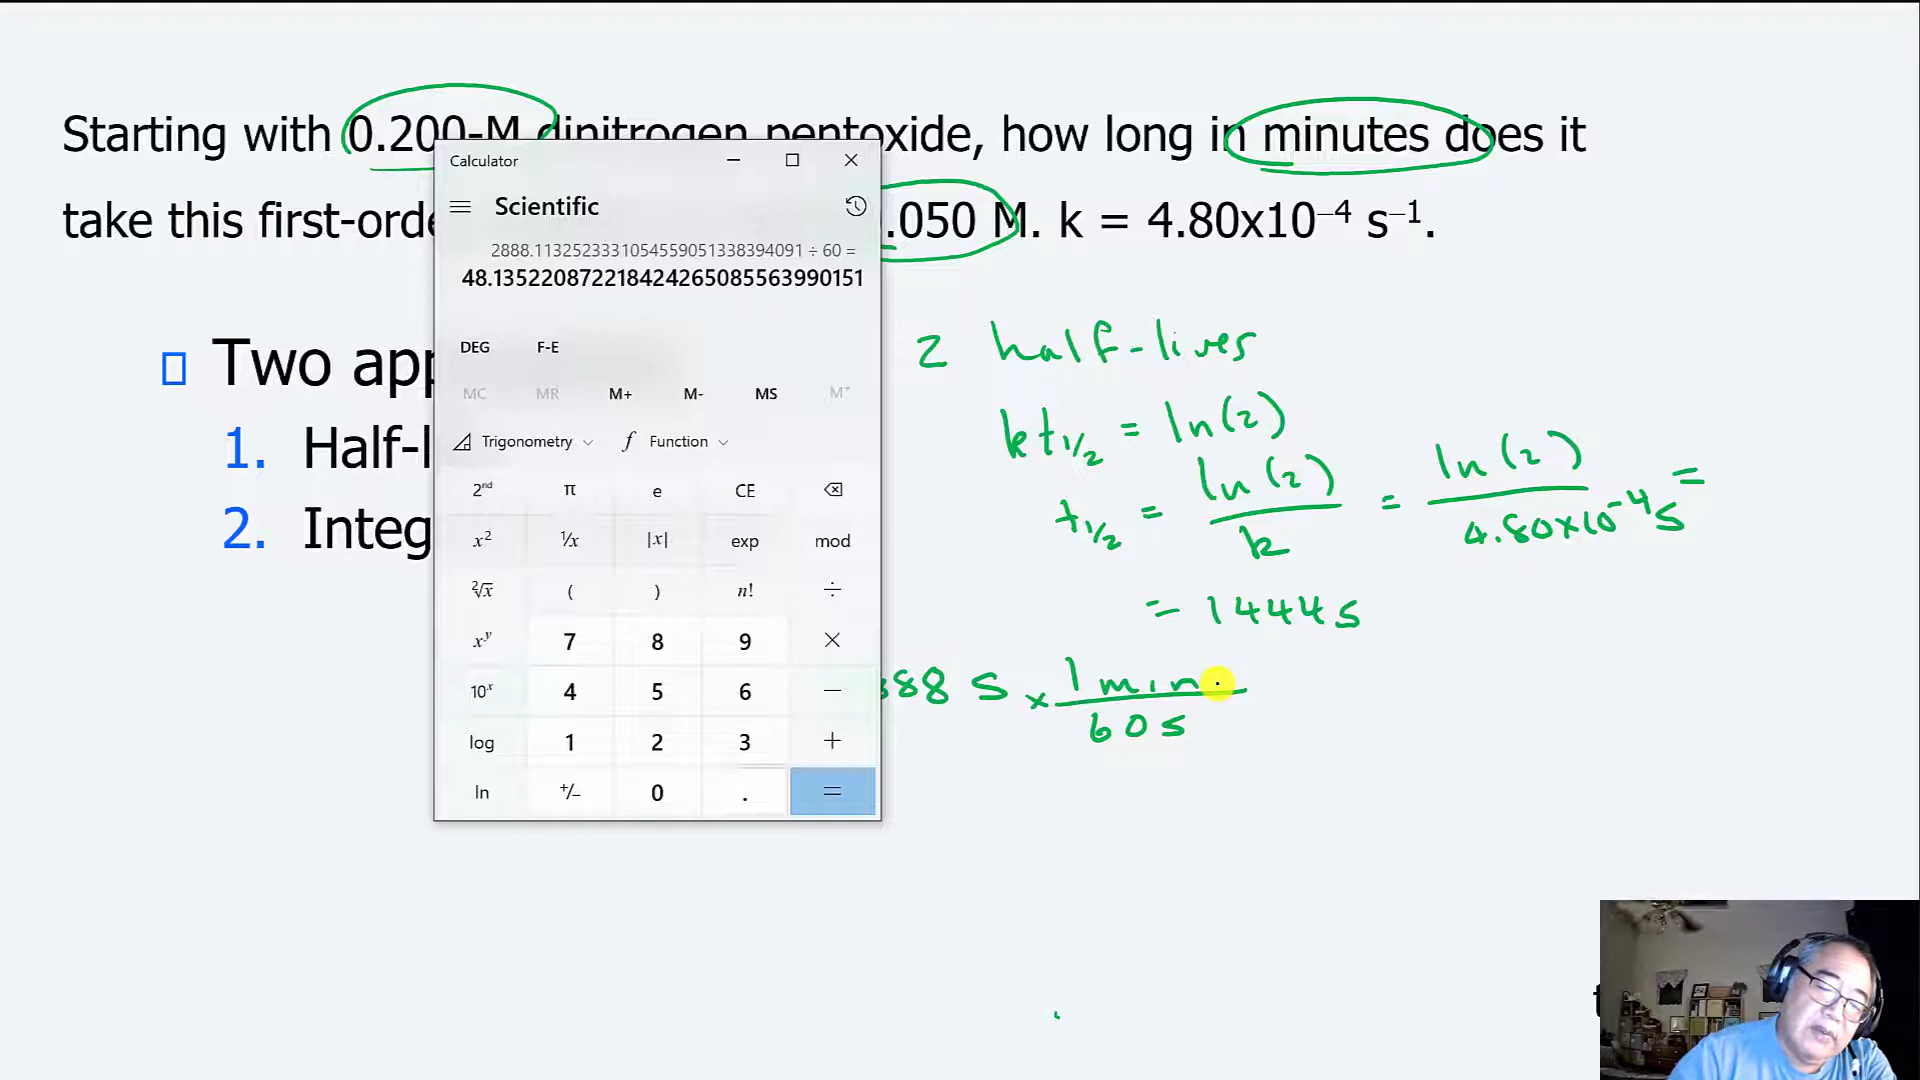 Starting with 0.200-M dinitrogen pentoxide, how long in minutes does it
take this first-orde .050 M. k = 4.80x10⁻⁴ s⁻¹.
Two app
1. Half-l
2. Integ
Calculator
Scientific
2888.1132523331054559051338394091 ÷ 60 =
48.135220872218424265085563990151
DEG F-E
MC MR M+ M- MS M˅
Trigonometry f Function
2ⁿᵈ π e CE
x² ¹/x |x| exp mod
²√x ( ) n! ÷
xʸ 7 8 9 ×
10ˣ 4 5 6 −
log 1 2 3 +
ln +/− 0 . =
2 half-lives
kt1/2 = ln(2)
t1/2 = ln(2)/k = ln(2)/4.80x10⁻⁴s =
= 1444s
88 s x 1 min/60s